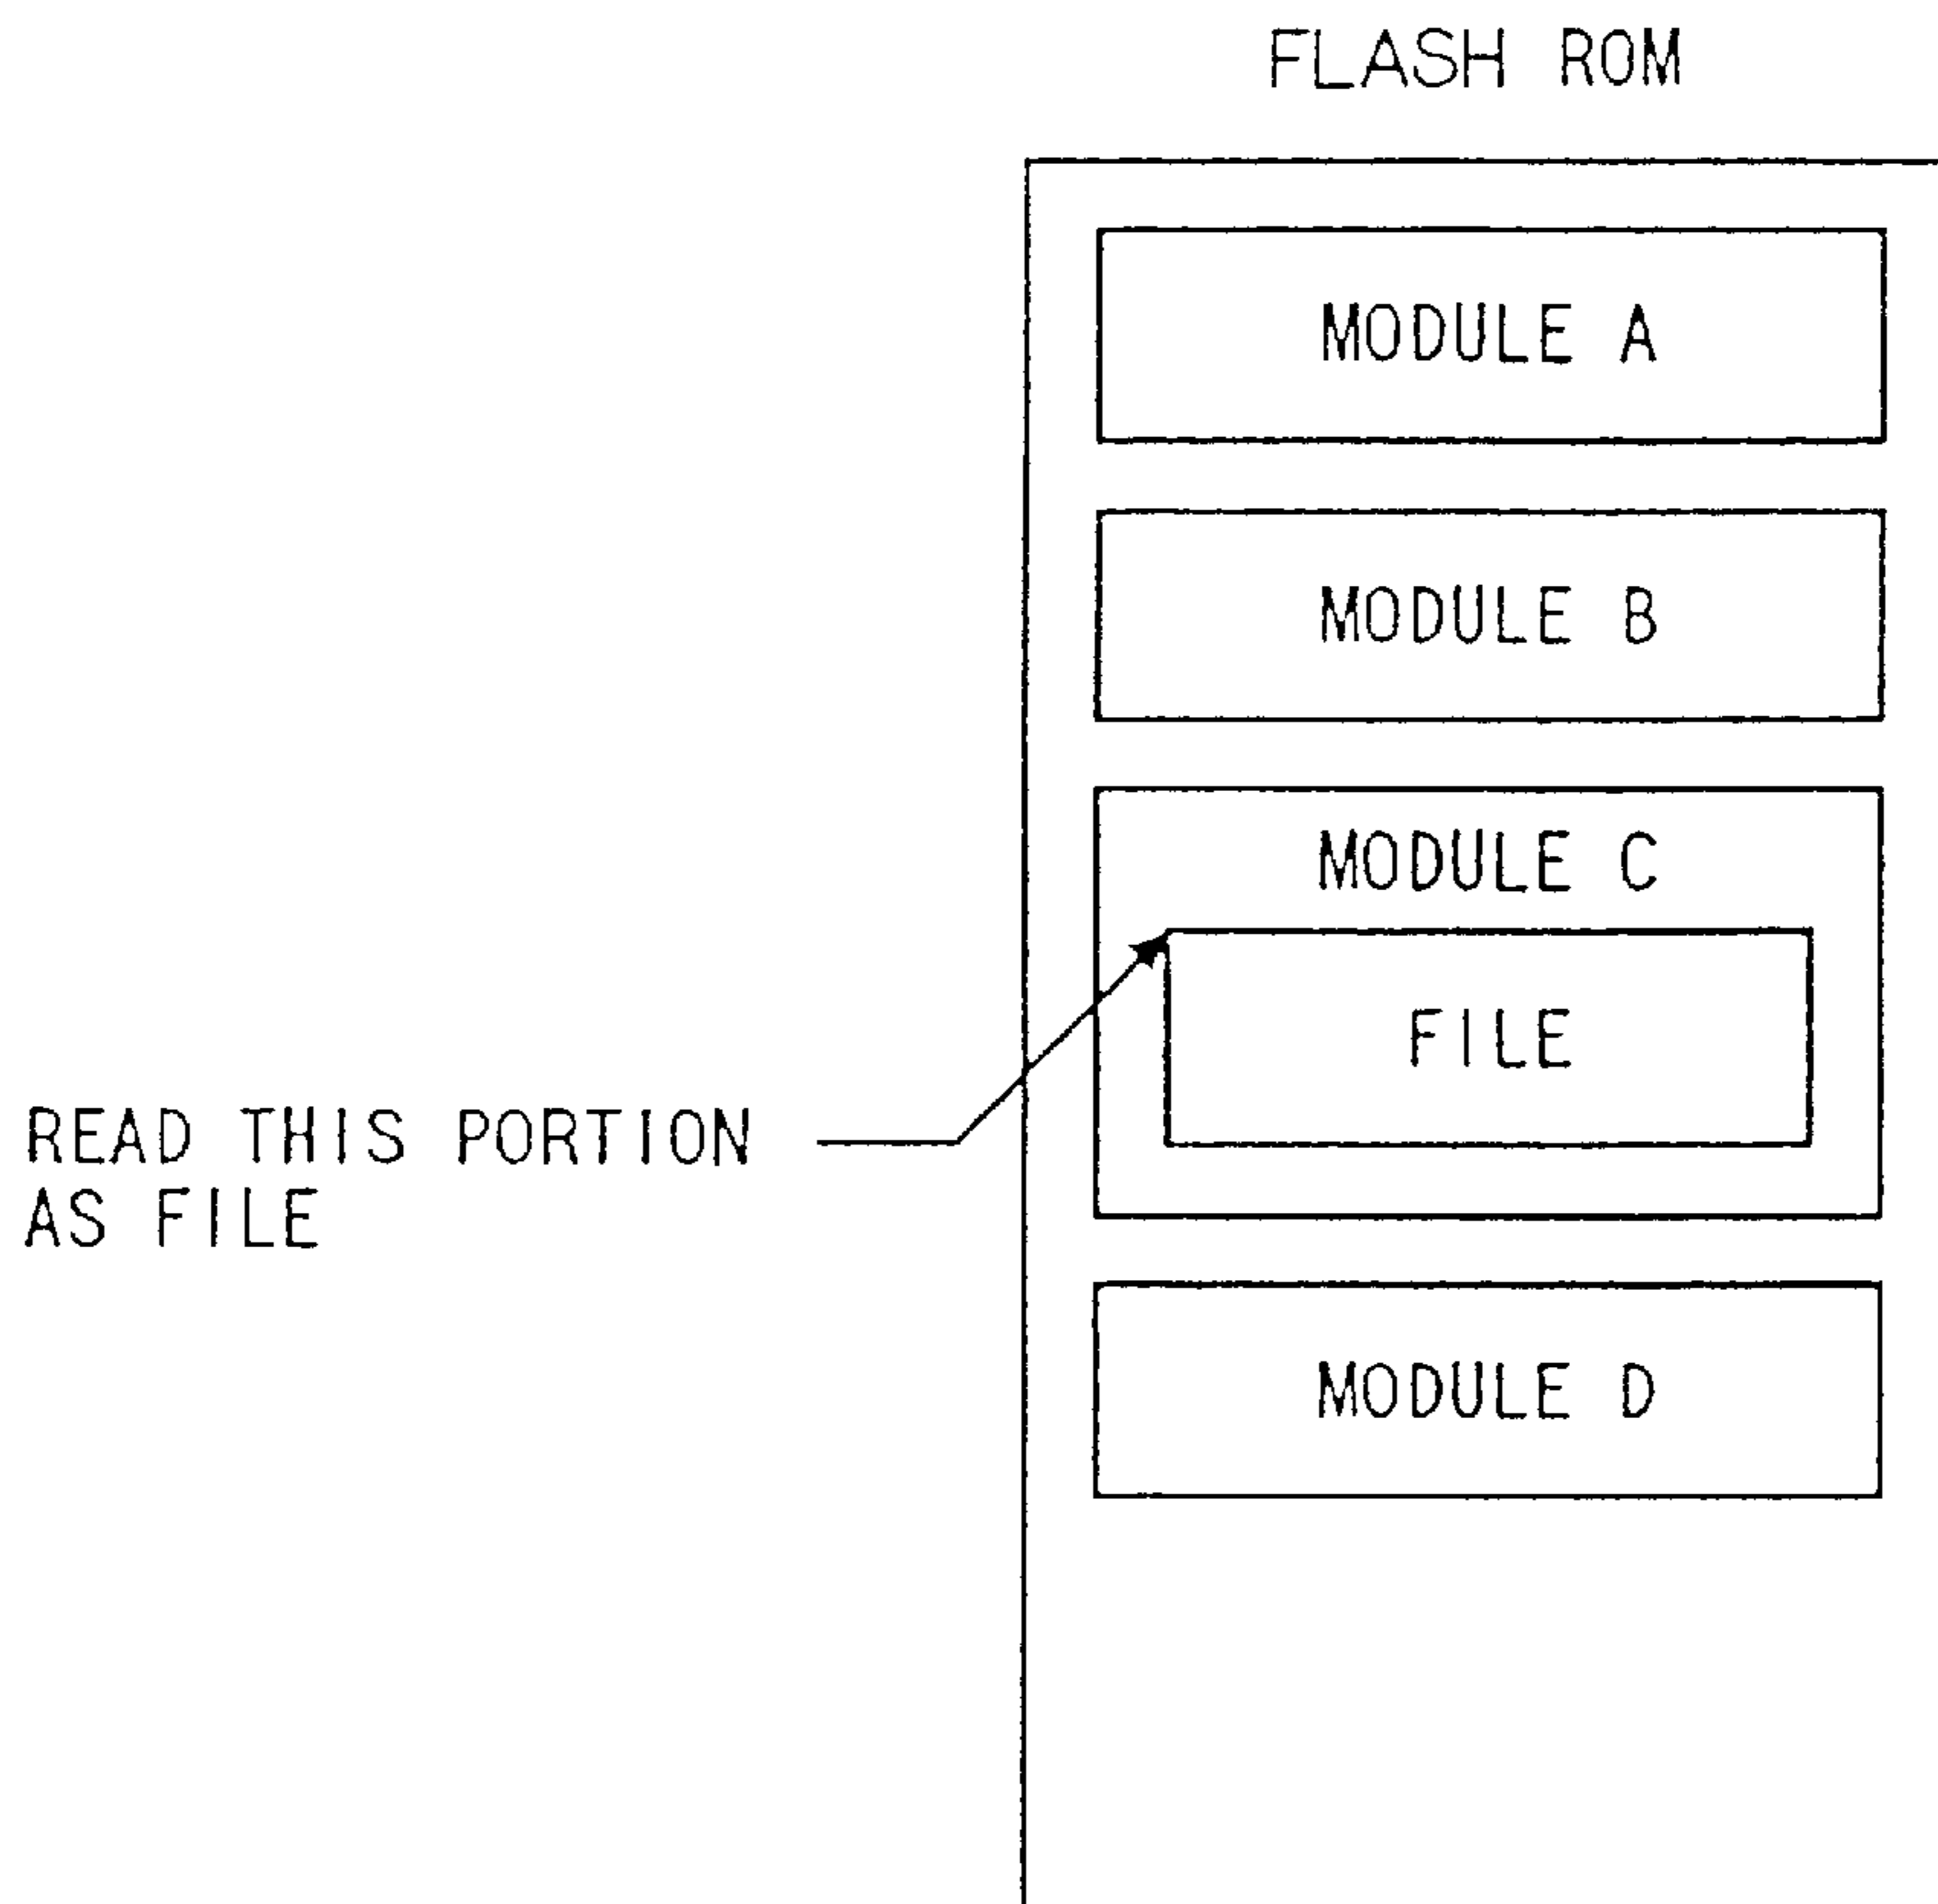 FLASH ROM
MODULE A
MODULE B
MODULE C
FILE
READ THIS PORTION
AS FILE
MODULE D